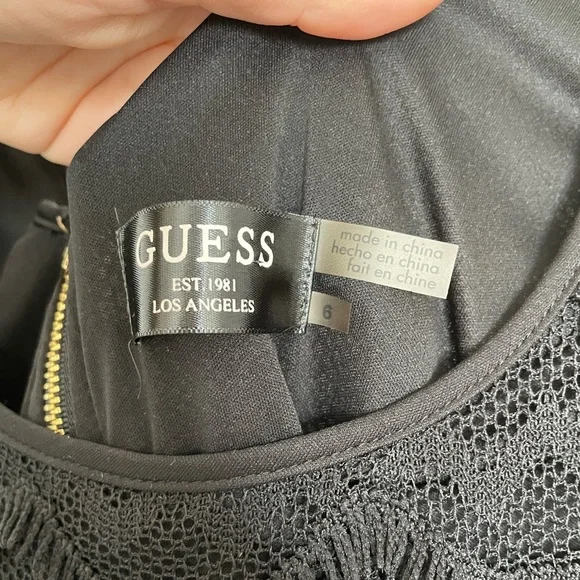 GUESS
EST. 1981
LOS ANGELES
made in china
hecho en china
fait en chine
6